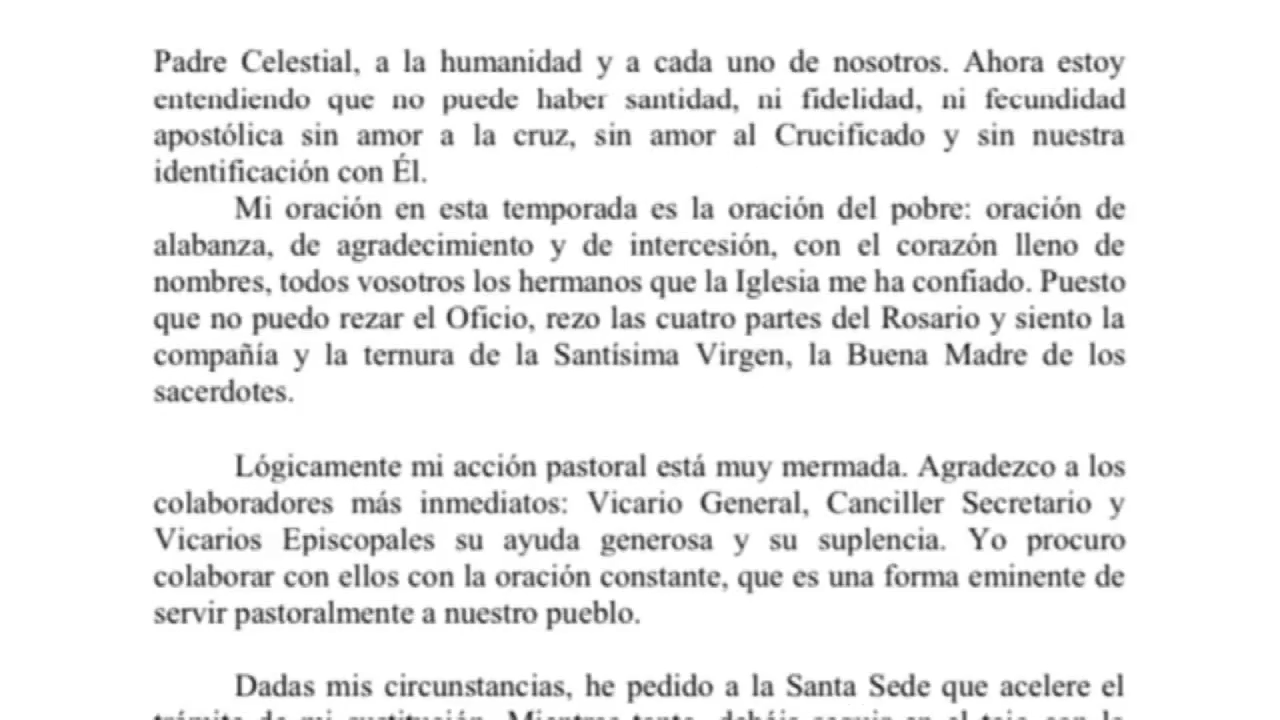 Padre Celestial, a la humanidad y a cada uno de nosotros. Ahora estoy
entendiendo que no puede haber santidad, ni fidelidad, ni fecundidad
apostólica sin amor a la cruz, sin amor al Crucificado y sin nuestra
identificación con Él.
Mi oración en esta temporada es la oración del pobre: oración de
alabanza, de agradecimiento y de intercesión, con el corazón lleno de
nombres, todos vosotros los hermanos que la Iglesia me ha confiado. Puesto
que no puedo rezar el Oficio, rezo las cuatro partes del Rosario y siento la
compañía y la ternura de la Santísima Virgen, la Buena Madre de los
sacerdotes.
Lógicamente mi acción pastoral está muy mermada. Agradezco a los
colaboradores más inmediatos: Vicario General, Canciller Secretario y
Vicarios Episcopales su ayuda generosa y su suplencia. Yo procuro
colaborar con ellos con la oración constante, que es una forma eminente de
servir pastoralmente a nuestro pueblo.
Dadas mis circunstancias, he pedido a la Santa Sede que acelere el